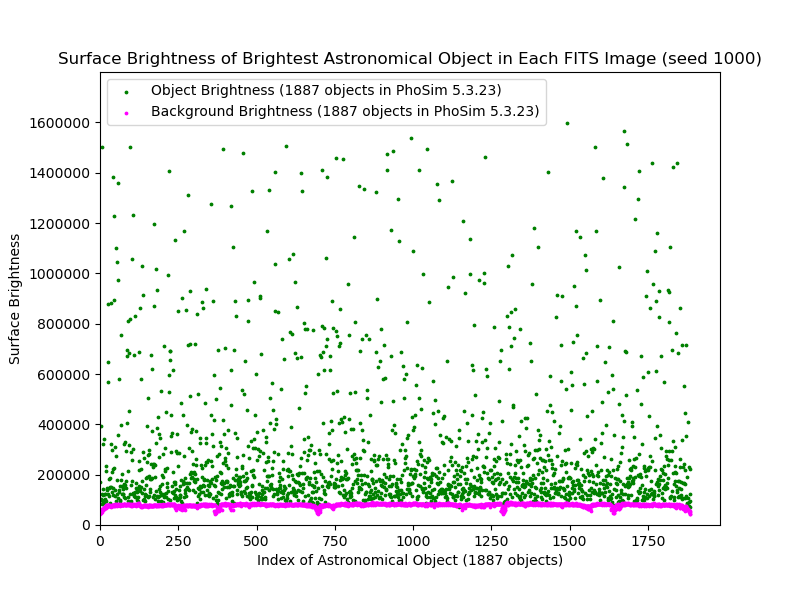 Surface Brightness of Brightest Astronomical Object in Each FITS Image (seed 1000)
Object Brightness (1887 objects in PhoSim 5.3.23)
Background Brightness (1887 objects in PhoSim 5.3.23)
1600000
1400000
1200000
1000000
800000
600000
400000
200000
0
Surface Brightness
0 250 500 750 1000 1250 1500 1750
Index of Astronomical Object (1887 objects)